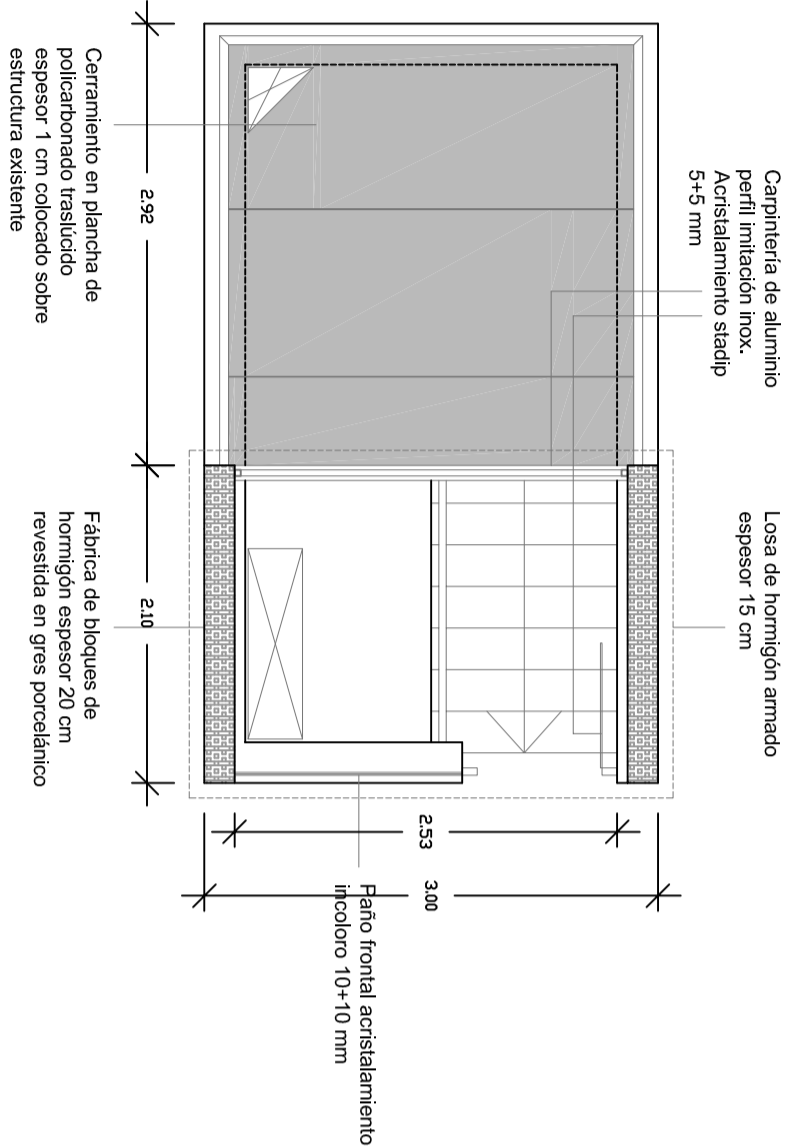 Carpintería de aluminio
perfil imitación inox.
Acristalamiento stadip
5+5 mm
Losa de hormigón armado
espesor 15 cm
Cerramiento en plancha de
policarbonado traslúcido
espesor 1 cm colocado sobre
estructura existente
2.92
Fábrica de bloques de
hormigón espesor 20 cm
revestida en gres porcelánico
2.10
2.53
3.00
Paño frontal acristalamiento
incoloro 10+10 mm